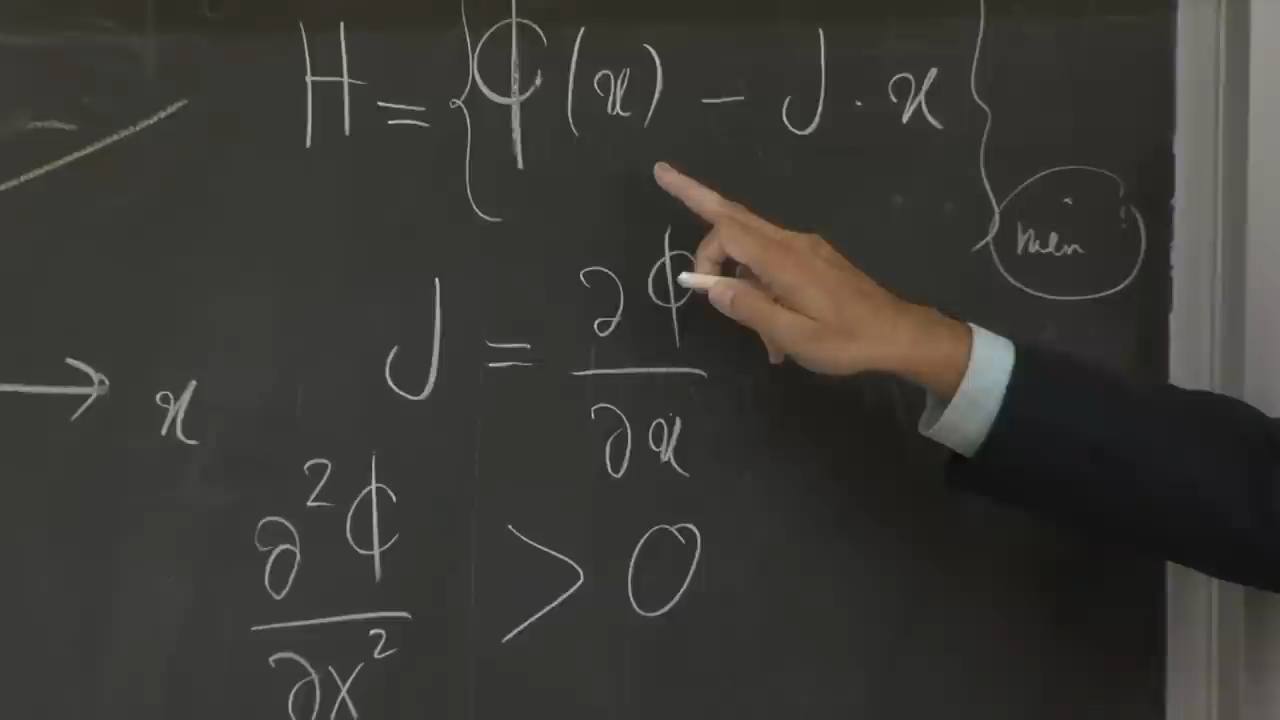 H = { ϕ(x) - J · x } min
J = ∂ϕ/∂x
x
∂²ϕ/∂x² > 0